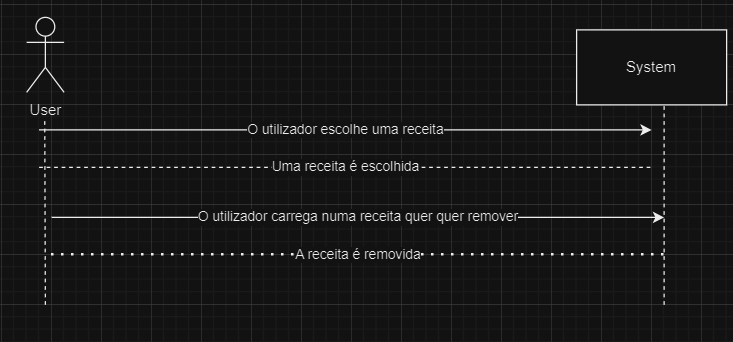 System
User
O utilizador escolhe uma receita
Uma receita é escolhida
O utilizador carrega numa receita quer quer remover
A receita é removida